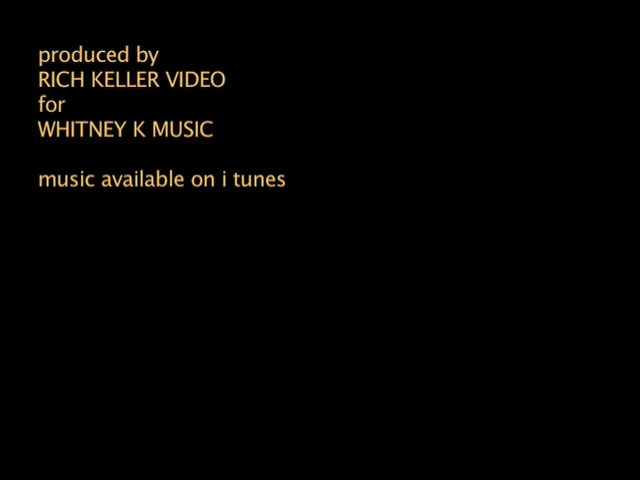 produced by
RICH KELLER VIDEO
for
WHITNEY K MUSIC
music available on i tunes